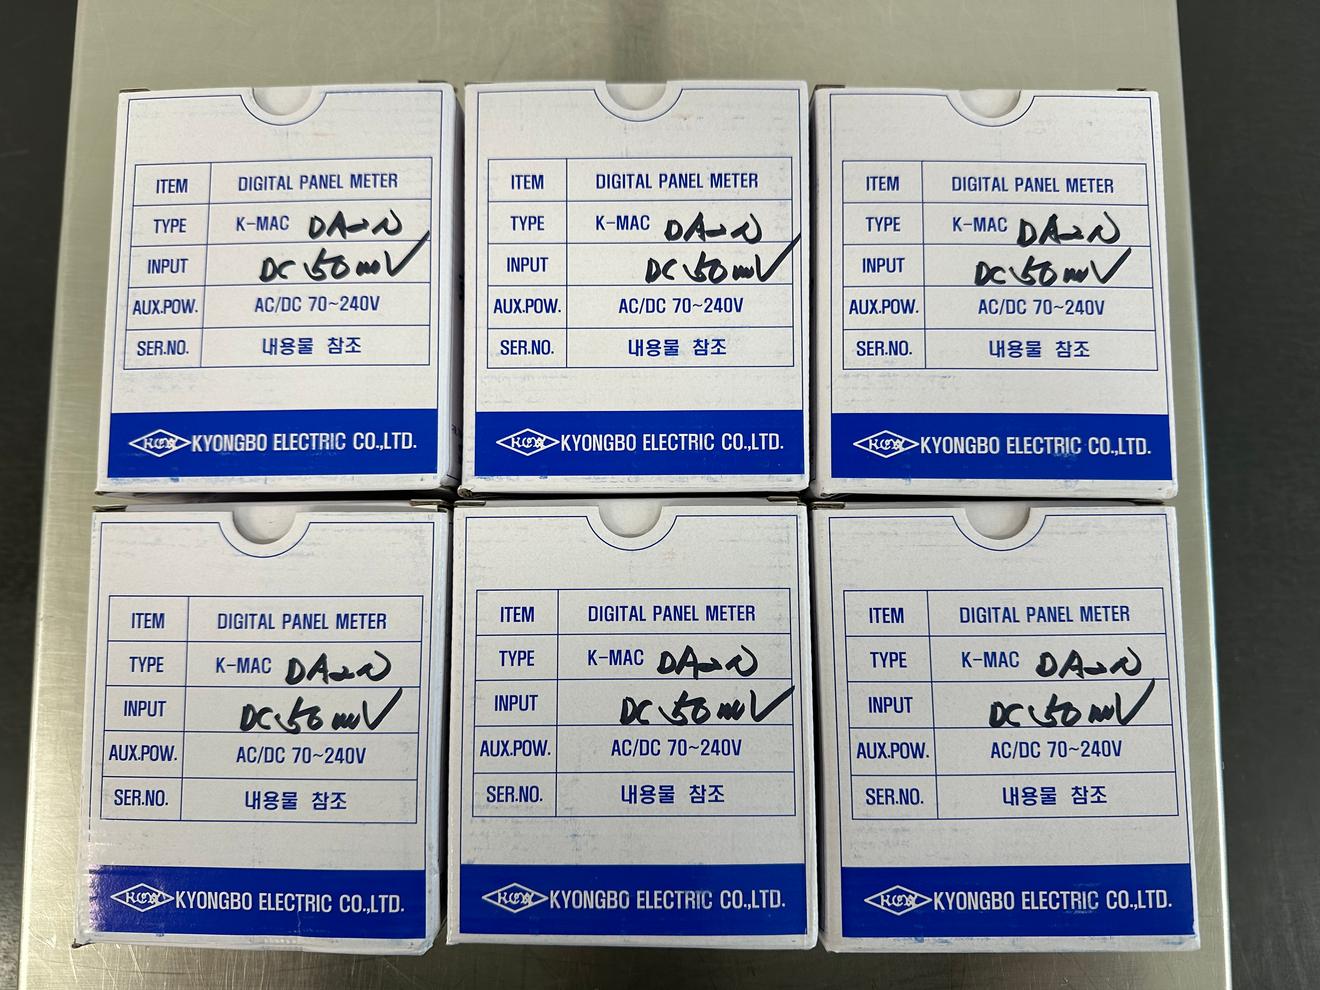 ITEM DIGITAL PANEL METER
TYPE K-MAC DA-2N
INPUT DC 50mV
AUX.POW. AC/DC 70~240V
SER.NO. 내용물 참조
KYONGBO ELECTRIC CO.,LTD.
ITEM DIGITAL PANEL METER
TYPE K-MAC DA-2N
INPUT DC 50mV
AUX.POW. AC/DC 70~240V
SER.NO. 내용물 참조
KYONGBO ELECTRIC CO.,LTD.
ITEM DIGITAL PANEL METER
TYPE K-MAC DA-2N
INPUT DC 50mV
AUX.POW. AC/DC 70~240V
SER.NO. 내용물 참조
KYONGBO ELECTRIC CO.,LTD.
ITEM DIGITAL PANEL METER
TYPE K-MAC DA-2N
INPUT DC 50mV
AUX.POW. AC/DC 70~240V
SER.NO. 내용물 참조
KYONGBO ELECTRIC CO.,LTD.
ITEM DIGITAL PANEL METER
TYPE K-MAC DA-2N
INPUT DC 50mV
AUX.POW. AC/DC 70~240V
SER.NO. 내용물 참조
KYONGBO ELECTRIC CO.,LTD.
ITEM DIGITAL PANEL METER
TYPE K-MAC DA-2N
INPUT DC 50mV
AUX.POW. AC/DC 70~240V
SER.NO. 내용물 참조
KYONGBO ELECTRIC CO.,LTD.